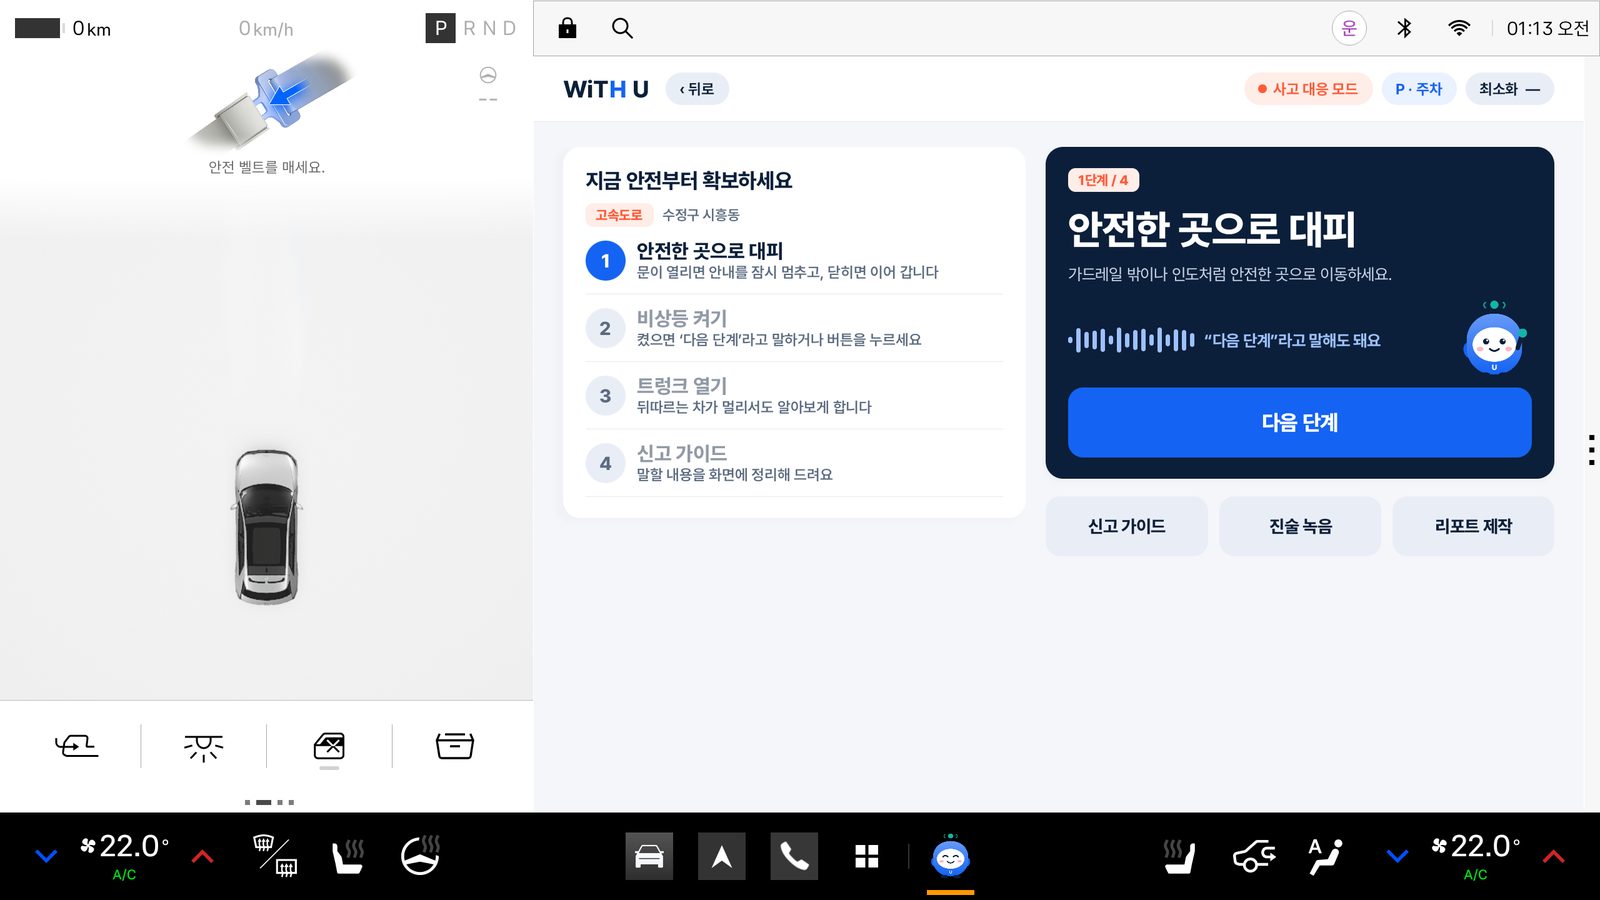 0 km
0 km/h
P R N D
안전 벨트를 매세요.
운
01:13 오전
WiTH U
‹ 뒤로
사고 대응 모드
P · 주차
최소화 —
지금 안전부터 확보하세요
고속도로 수정구 시흥동
1 안전한 곳으로 대피
문이 열리면 안내를 잠시 멈추고, 닫히면 이어 갑니다
2 비상등 켜기
켰으면 ‘다음 단계’라고 말하거나 버튼을 누르세요
3 트렁크 열기
뒤따르는 차가 멀리서도 알아보게 합니다
4 신고 가이드
말할 내용을 화면에 정리해 드려요
1단계 / 4
안전한 곳으로 대피
가드레일 밖이나 인도처럼 안전한 곳으로 이동하세요.
“다음 단계”라고 말해도 돼요
U
다음 단계
신고 가이드
진술 녹음
리포트 제작
22.0°
A/C
A
22.0°
A/C